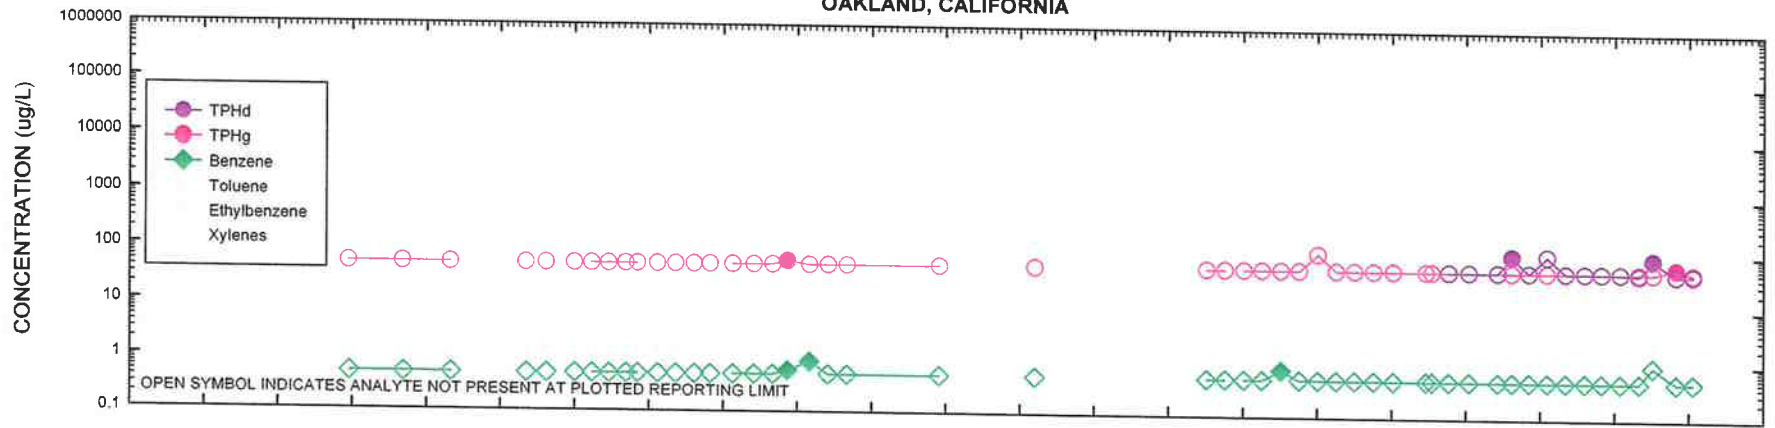 OAKLAND, CALIFORNIA
CONCENTRATION (ug/L)
1000000
100000
10000
1000
100
10
1
0.1
TPHd
TPHg
Benzene
Toluene
Ethylbenzene
Xylenes
OPEN SYMBOL INDICATES ANALYTE NOT PRESENT AT PLOTTED REPORTING LIMIT